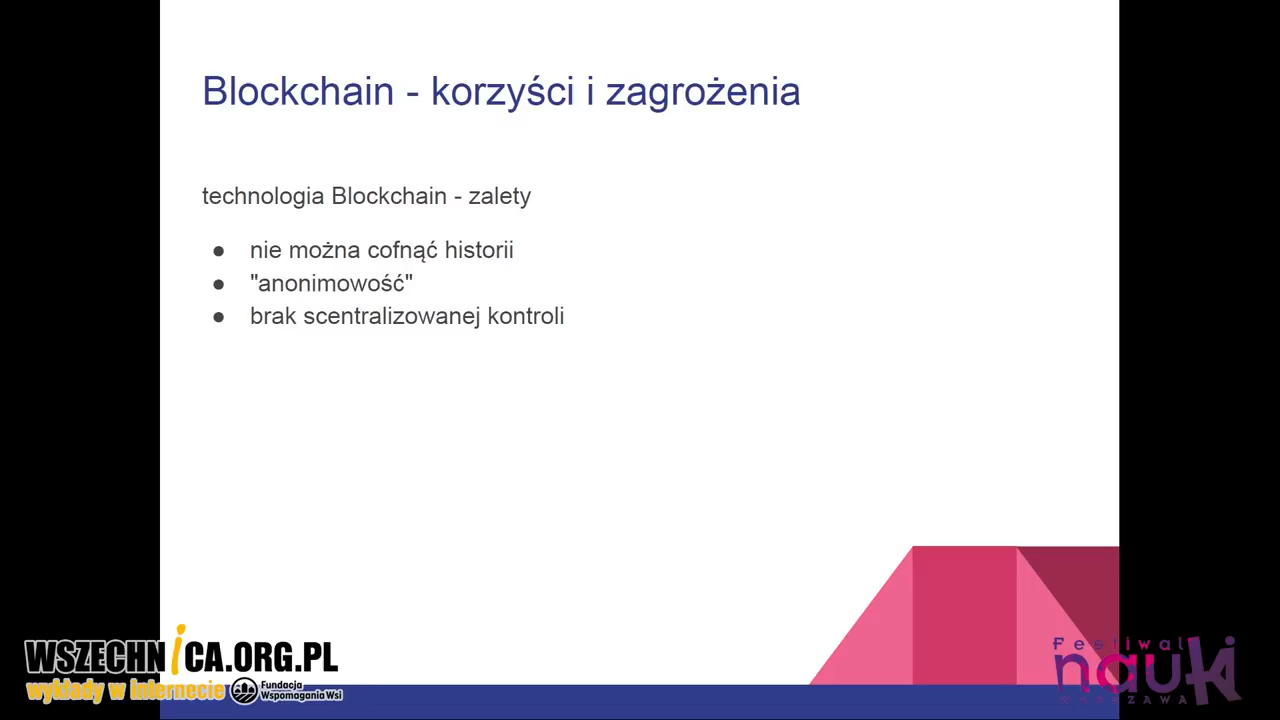 Blockchain - korzyści i zagrożenia
technologia Blockchain - zalety
● nie można cofnąć historii
● "anonimowość"
● brak scentralizowanej kontroli
WSZECHNiCA.ORG.PL
wykłady w internecie
Fundacja
Wspomagania Wsi
Festiwal
nauki
WARSZAWA